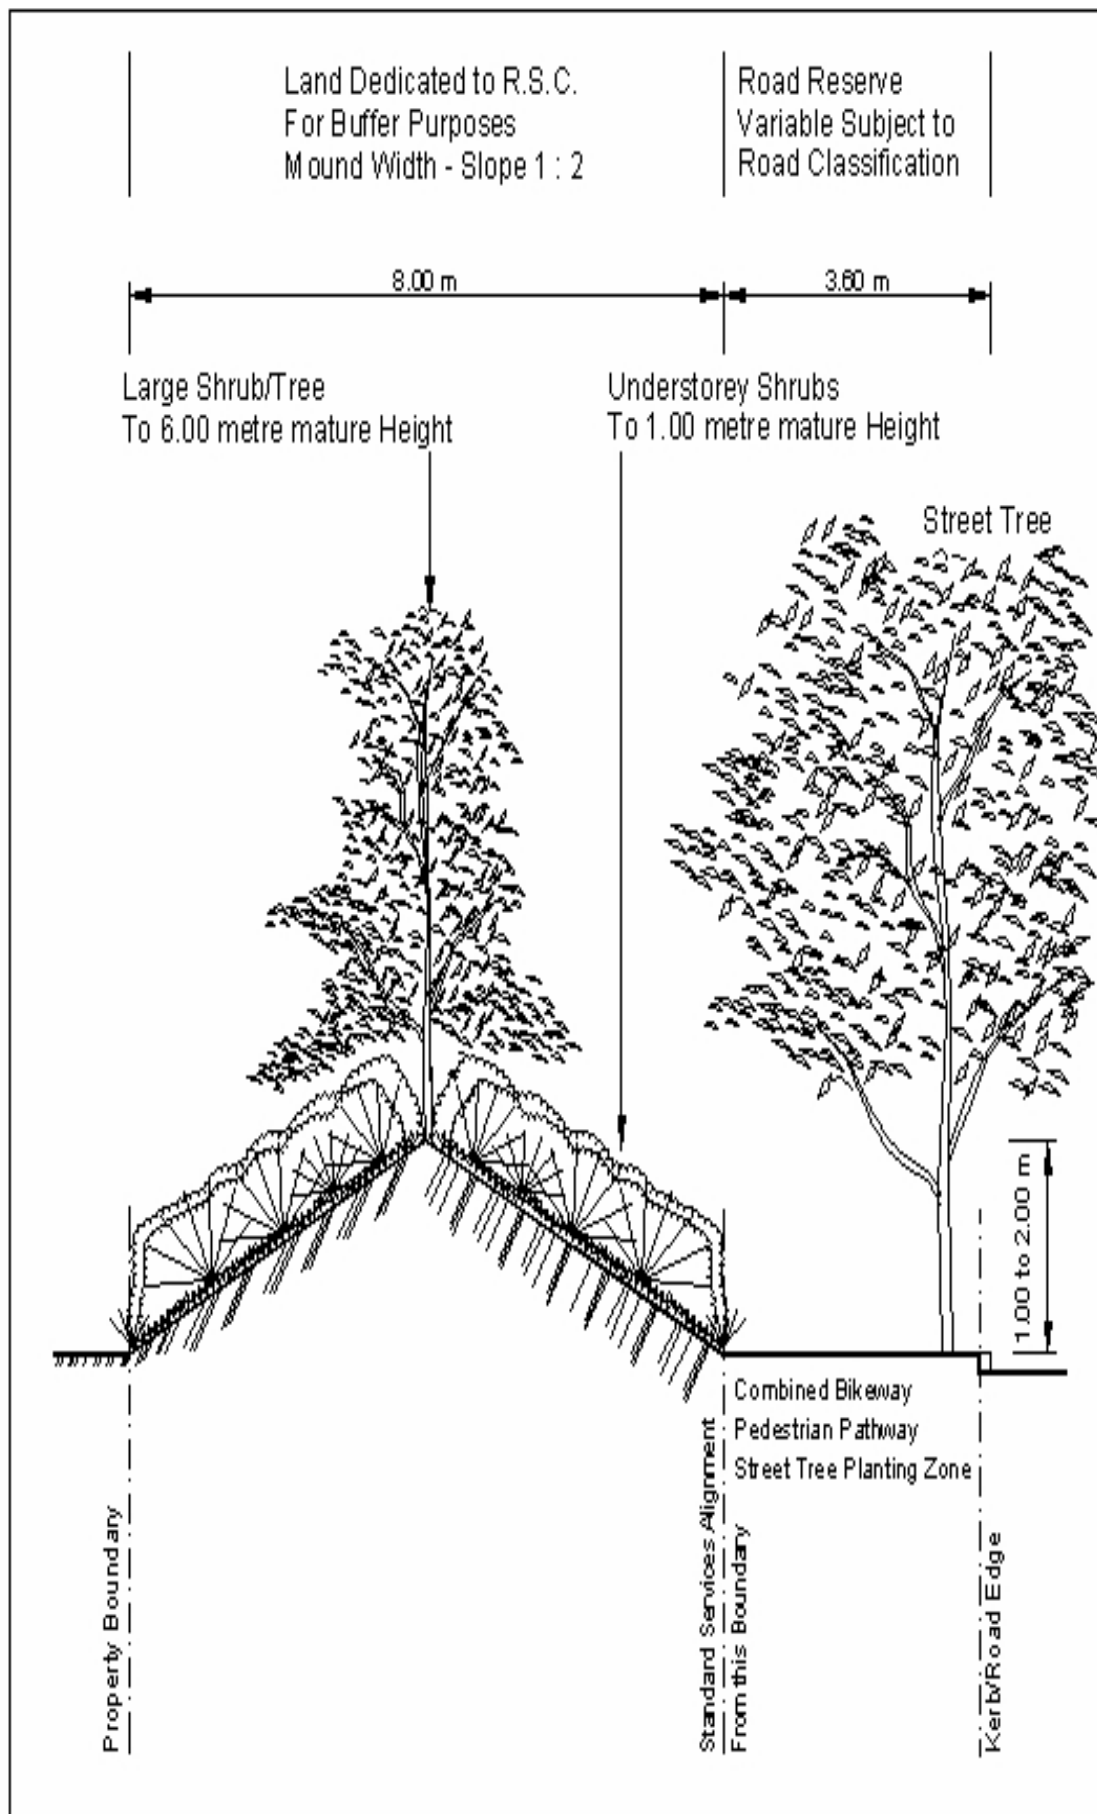 Land Dedicated to R.S.C.
For Buffer Purposes
Mound Width - Slope 1 : 2
Road Reserve
Variable Subject to
Road Classification
8.00 m
3.60 m
Large Shrub/Tree
To 6.00 metre mature Height
Understorey Shrubs
To 1.00 metre mature Height
Street Tree
1.00 to 2.00 m
Combined Bikeway
Pedestrian Pathway
Street Tree Planting Zone
Property Boundary
Standard Services Alignment
From this Boundary
Kerb/Road Edge